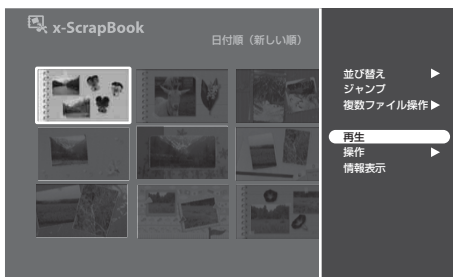 x-ScrapBook
日付順（新しい順）
並び替え ▶
ジャンプ
複数ファイル操作 ▶
再生
操作 ▶
情報表示